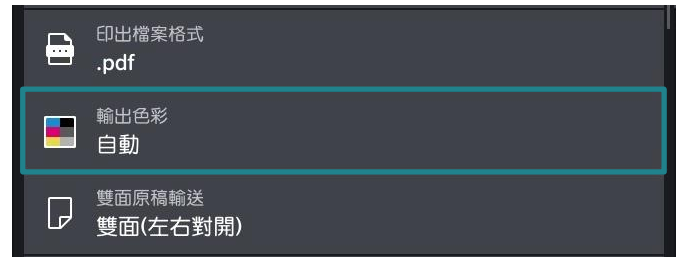 印出檔案格式
.pdf
輸出色彩
自動
雙面原稿輸送
雙面(左右對開)